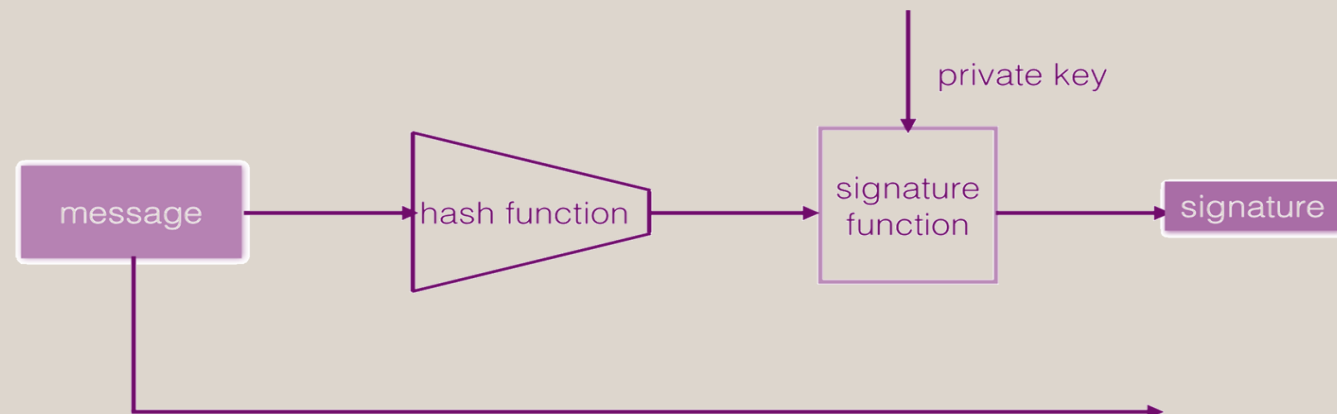 private key
message
hash function
signature
function
signature